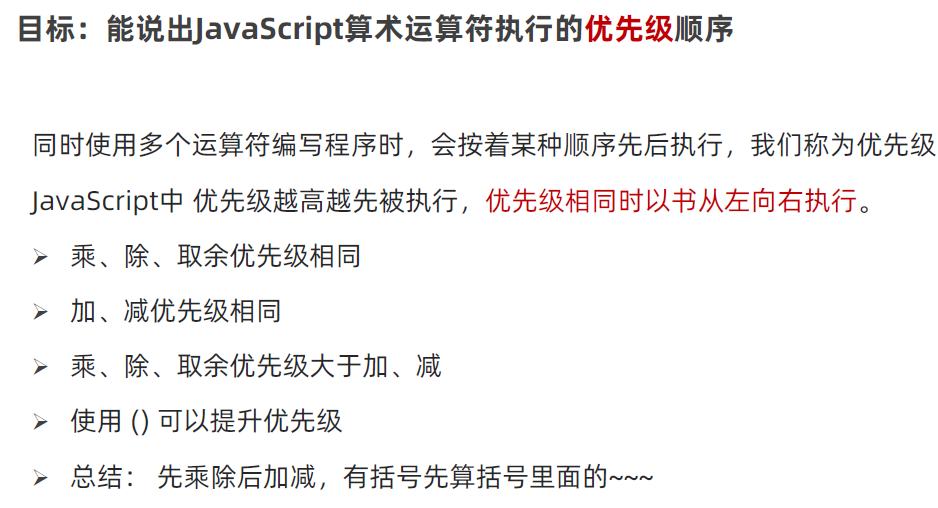 目标：能说出JavaScript算术运算符执行的优先级顺序
同时使用多个运算符编写程序时，会按着某种顺序先后执行，我们称为优先级
JavaScript中 优先级越高越先被执行，优先级相同时以书从左向右执行。
➢ 乘、除、取余优先级相同
➢ 加、减优先级相同
➢ 乘、除、取余优先级大于加、减
➢ 使用 () 可以提升优先级
➢ 总结： 先乘除后加减，有括号先算括号里面的~~~